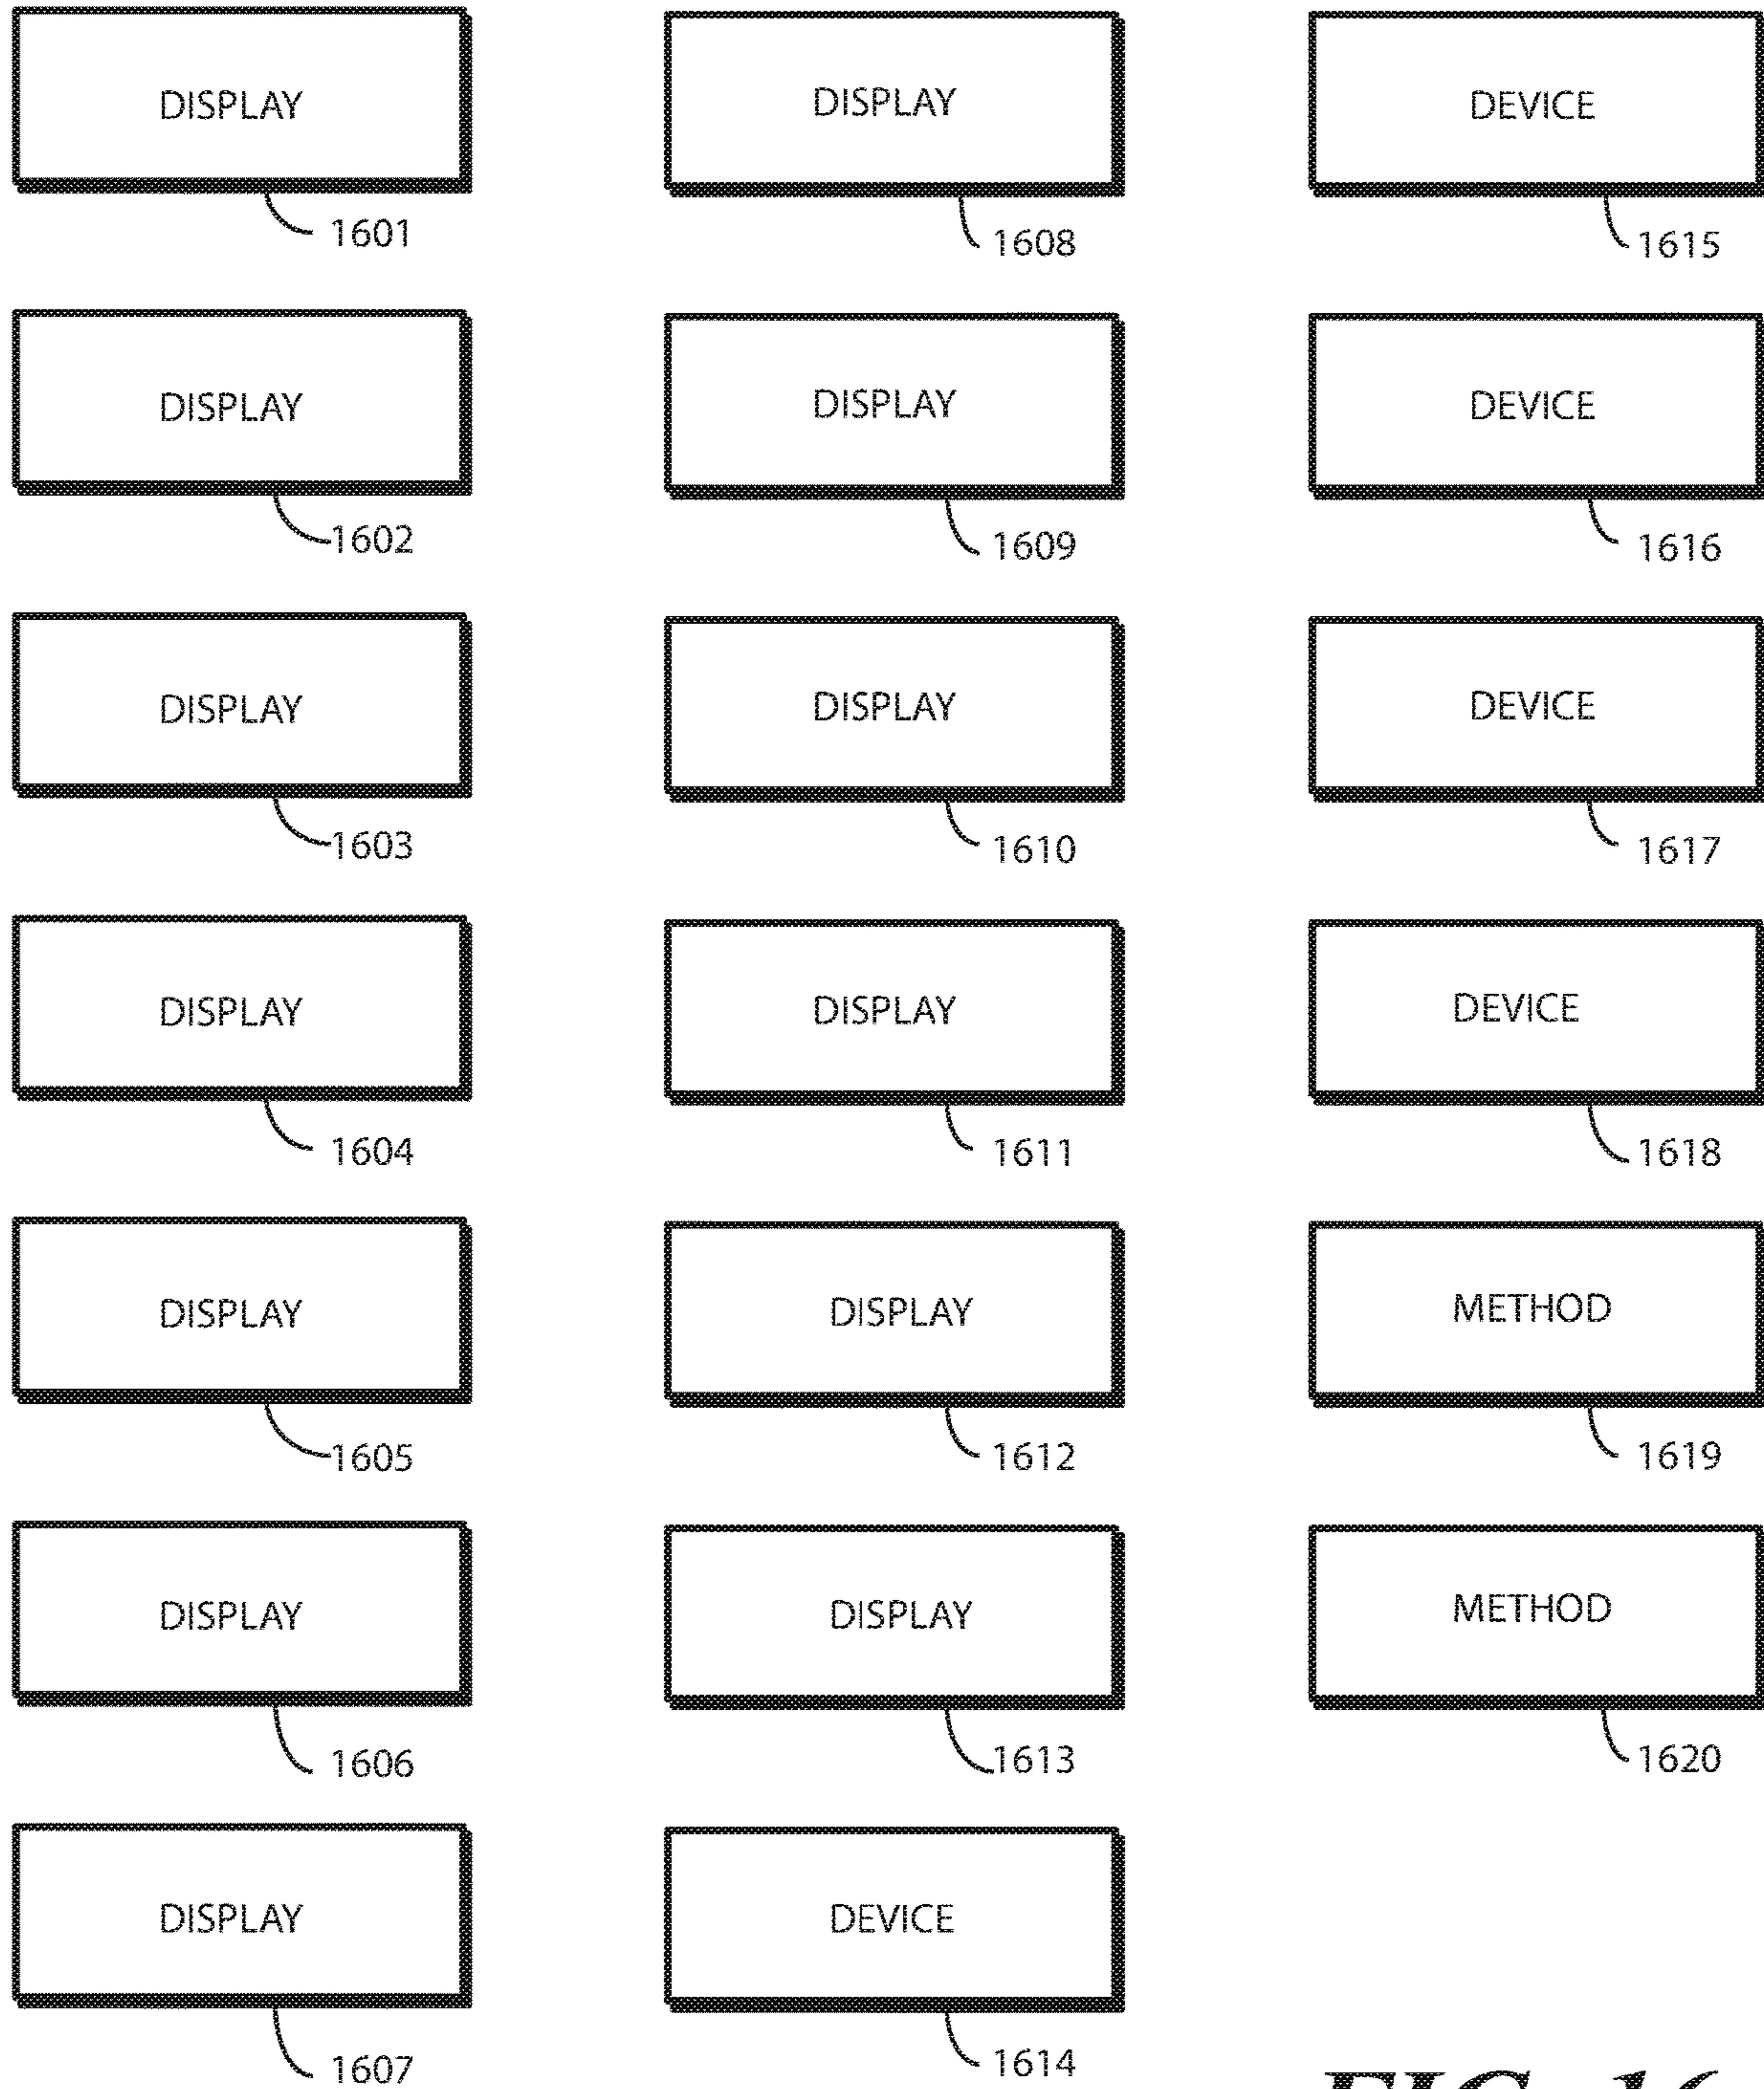 DISPLAY
1601
DISPLAY
1602
DISPLAY
1603
DISPLAY
1604
DISPLAY
1605
DISPLAY
1606
DISPLAY
1607
DISPLAY
1608
DISPLAY
1609
DISPLAY
1610
DISPLAY
1611
DISPLAY
1612
DISPLAY
1613
DEVICE
1614
DEVICE
1615
DEVICE
1616
DEVICE
1617
DEVICE
1618
METHOD
1619
METHOD
1620
FIG. 16